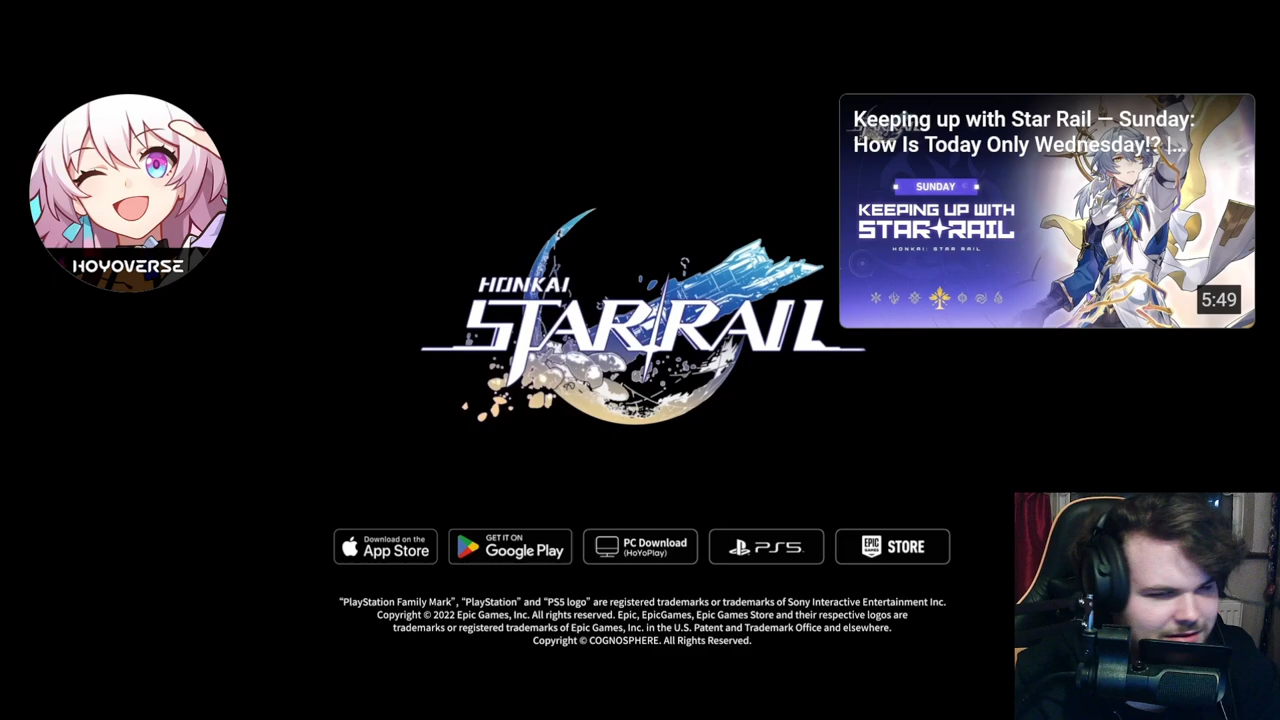 HOYOVERSE
Keeping up with Star Rail — Sunday:
How Is Today Only Wednesday!? |...
SUNDAY
KEEPING UP WITH
STAR RAIL
HONKAI: STAR RAIL
5:49
HONKAI
STAR RAIL
Download on the
App Store
GET IT ON
Google Play
PC Download
(HoYoPlay)
PS5
EPIC
GAMES
STORE
“PlayStation Family Mark”, “PlayStation” and “PS5 logo” are registered trademarks or trademarks of Sony Interactive Entertainment Inc.
Copyright © 2022 Epic Games, Inc. All rights reserved. Epic, EpicGames, Epic Games Store and their respective logos are
trademarks or registered trademarks of Epic Games, Inc. in the U.S. Patent and Trademark Office and elsewhere.
Copyright © COGNOSPHERE. All Rights Reserved.